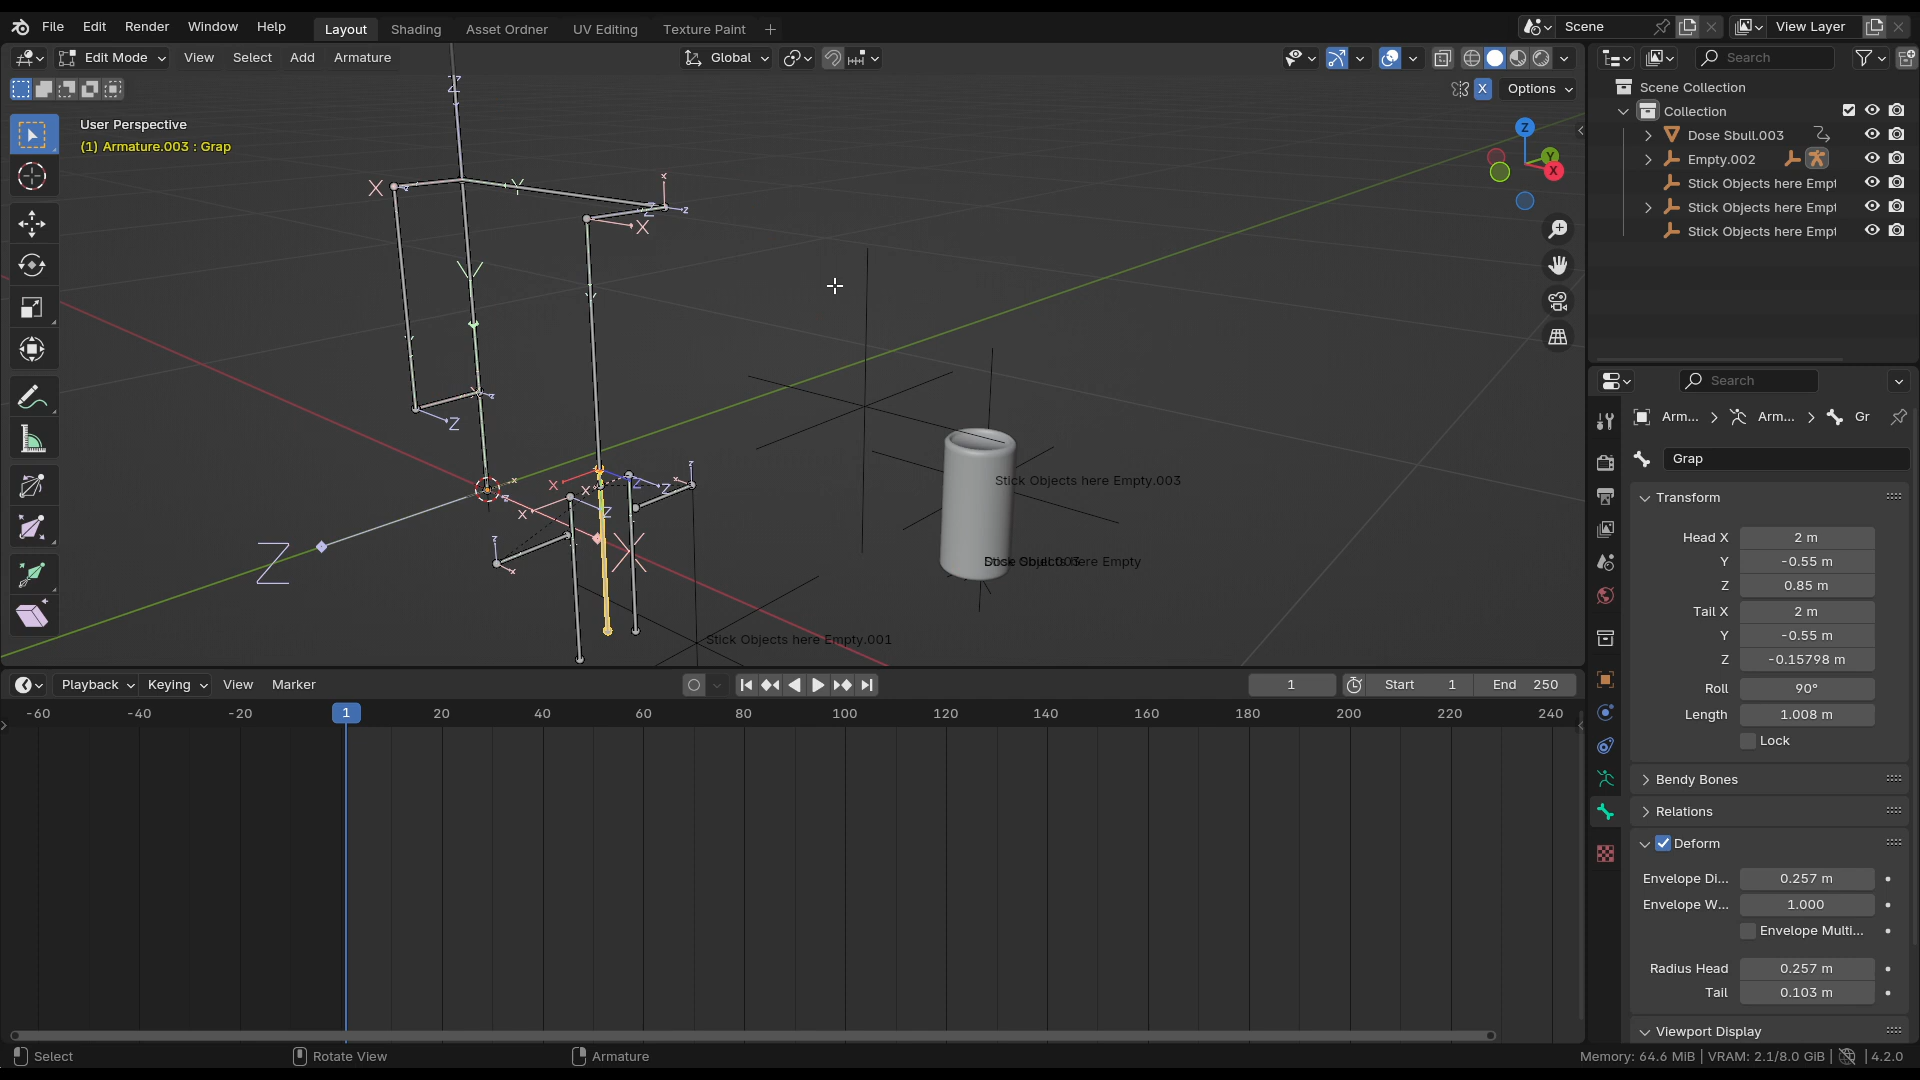 File Edit Render Window Help Layout Shading Asset Ordner UV Editing Texture Paint + Scene View Layer
Edit Mode View Select Add Armature Global Search
X Options
User Perspective
(1) Armature.003 : Grap
Scene Collection
Collection
Dose Sbull.003
Empty.002
Stick Objects here Empt
Stick Objects here Empt
Stick Objects here Empt
Z
Y
X
Stick Objects here Empty.003
Stick Objects here Empty
Stick Objects here Empty.001
Search
Arm... > Arm... > Gr
Grap
Transform
Head X 2 m
Y -0.55 m
Z 0.85 m
Tail X 2 m
Y -0.55 m
Z -0.15798 m
Roll 90°
Length 1.008 m
Lock
Bendy Bones
Relations
Deform
Envelope Di... 0.257 m
Envelope W... 1.000
Envelope Multi...
Radius Head 0.257 m
Tail 0.103 m
Viewport Display
Playback Keying View Marker 1 Start 1 End 250
-60 -40 -20 1 20 40 60 80 100 120 140 160 180 200 220 240
Select Rotate View Armature Memory: 64.6 MiB | VRAM: 2.1/8.0 GiB | 4.2.0